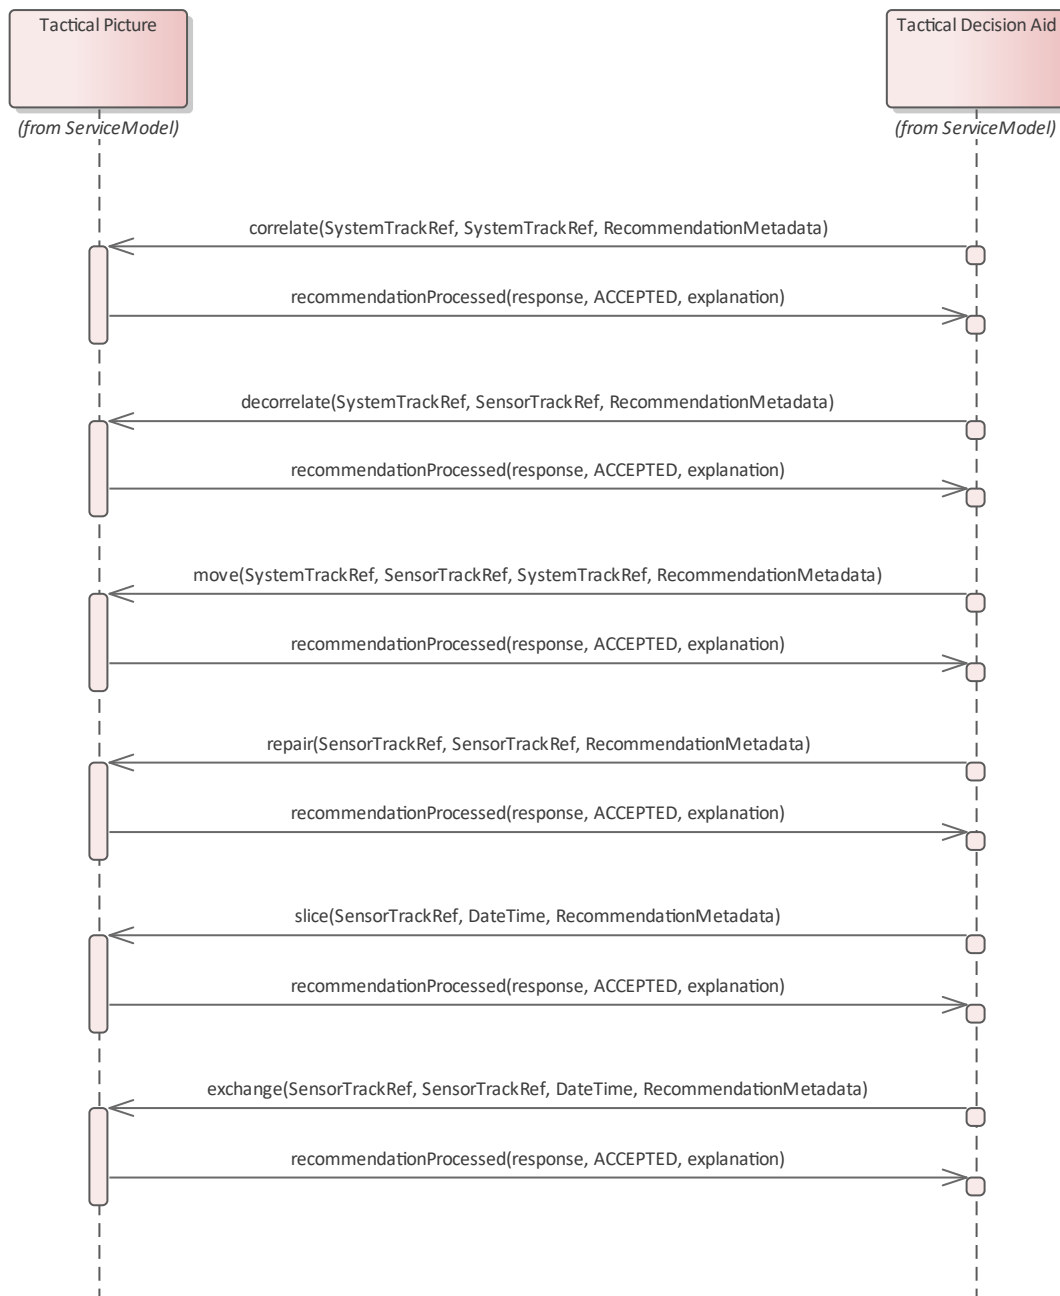 Tactical Picture
Tactical Decision Aid
(from ServiceModel)
(from ServiceModel)
correlate(SystemTrackRef, SystemTrackRef, RecommendationMetadata)
recommendationProcessed(response, ACCEPTED, explanation)
decorrelate(SystemTrackRef, SensorTrackRef, RecommendationMetadata)
recommendationProcessed(response, ACCEPTED, explanation)
move(SystemTrackRef, SensorTrackRef, SystemTrackRef, RecommendationMetadata)
recommendationProcessed(response, ACCEPTED, explanation)
repair(SensorTrackRef, SensorTrackRef, RecommendationMetadata)
recommendationProcessed(response, ACCEPTED, explanation)
slice(SensorTrackRef, DateTime, RecommendationMetadata)
recommendationProcessed(response, ACCEPTED, explanation)
exchange(SensorTrackRef, SensorTrackRef, DateTime, RecommendationMetadata)
recommendationProcessed(response, ACCEPTED, explanation)